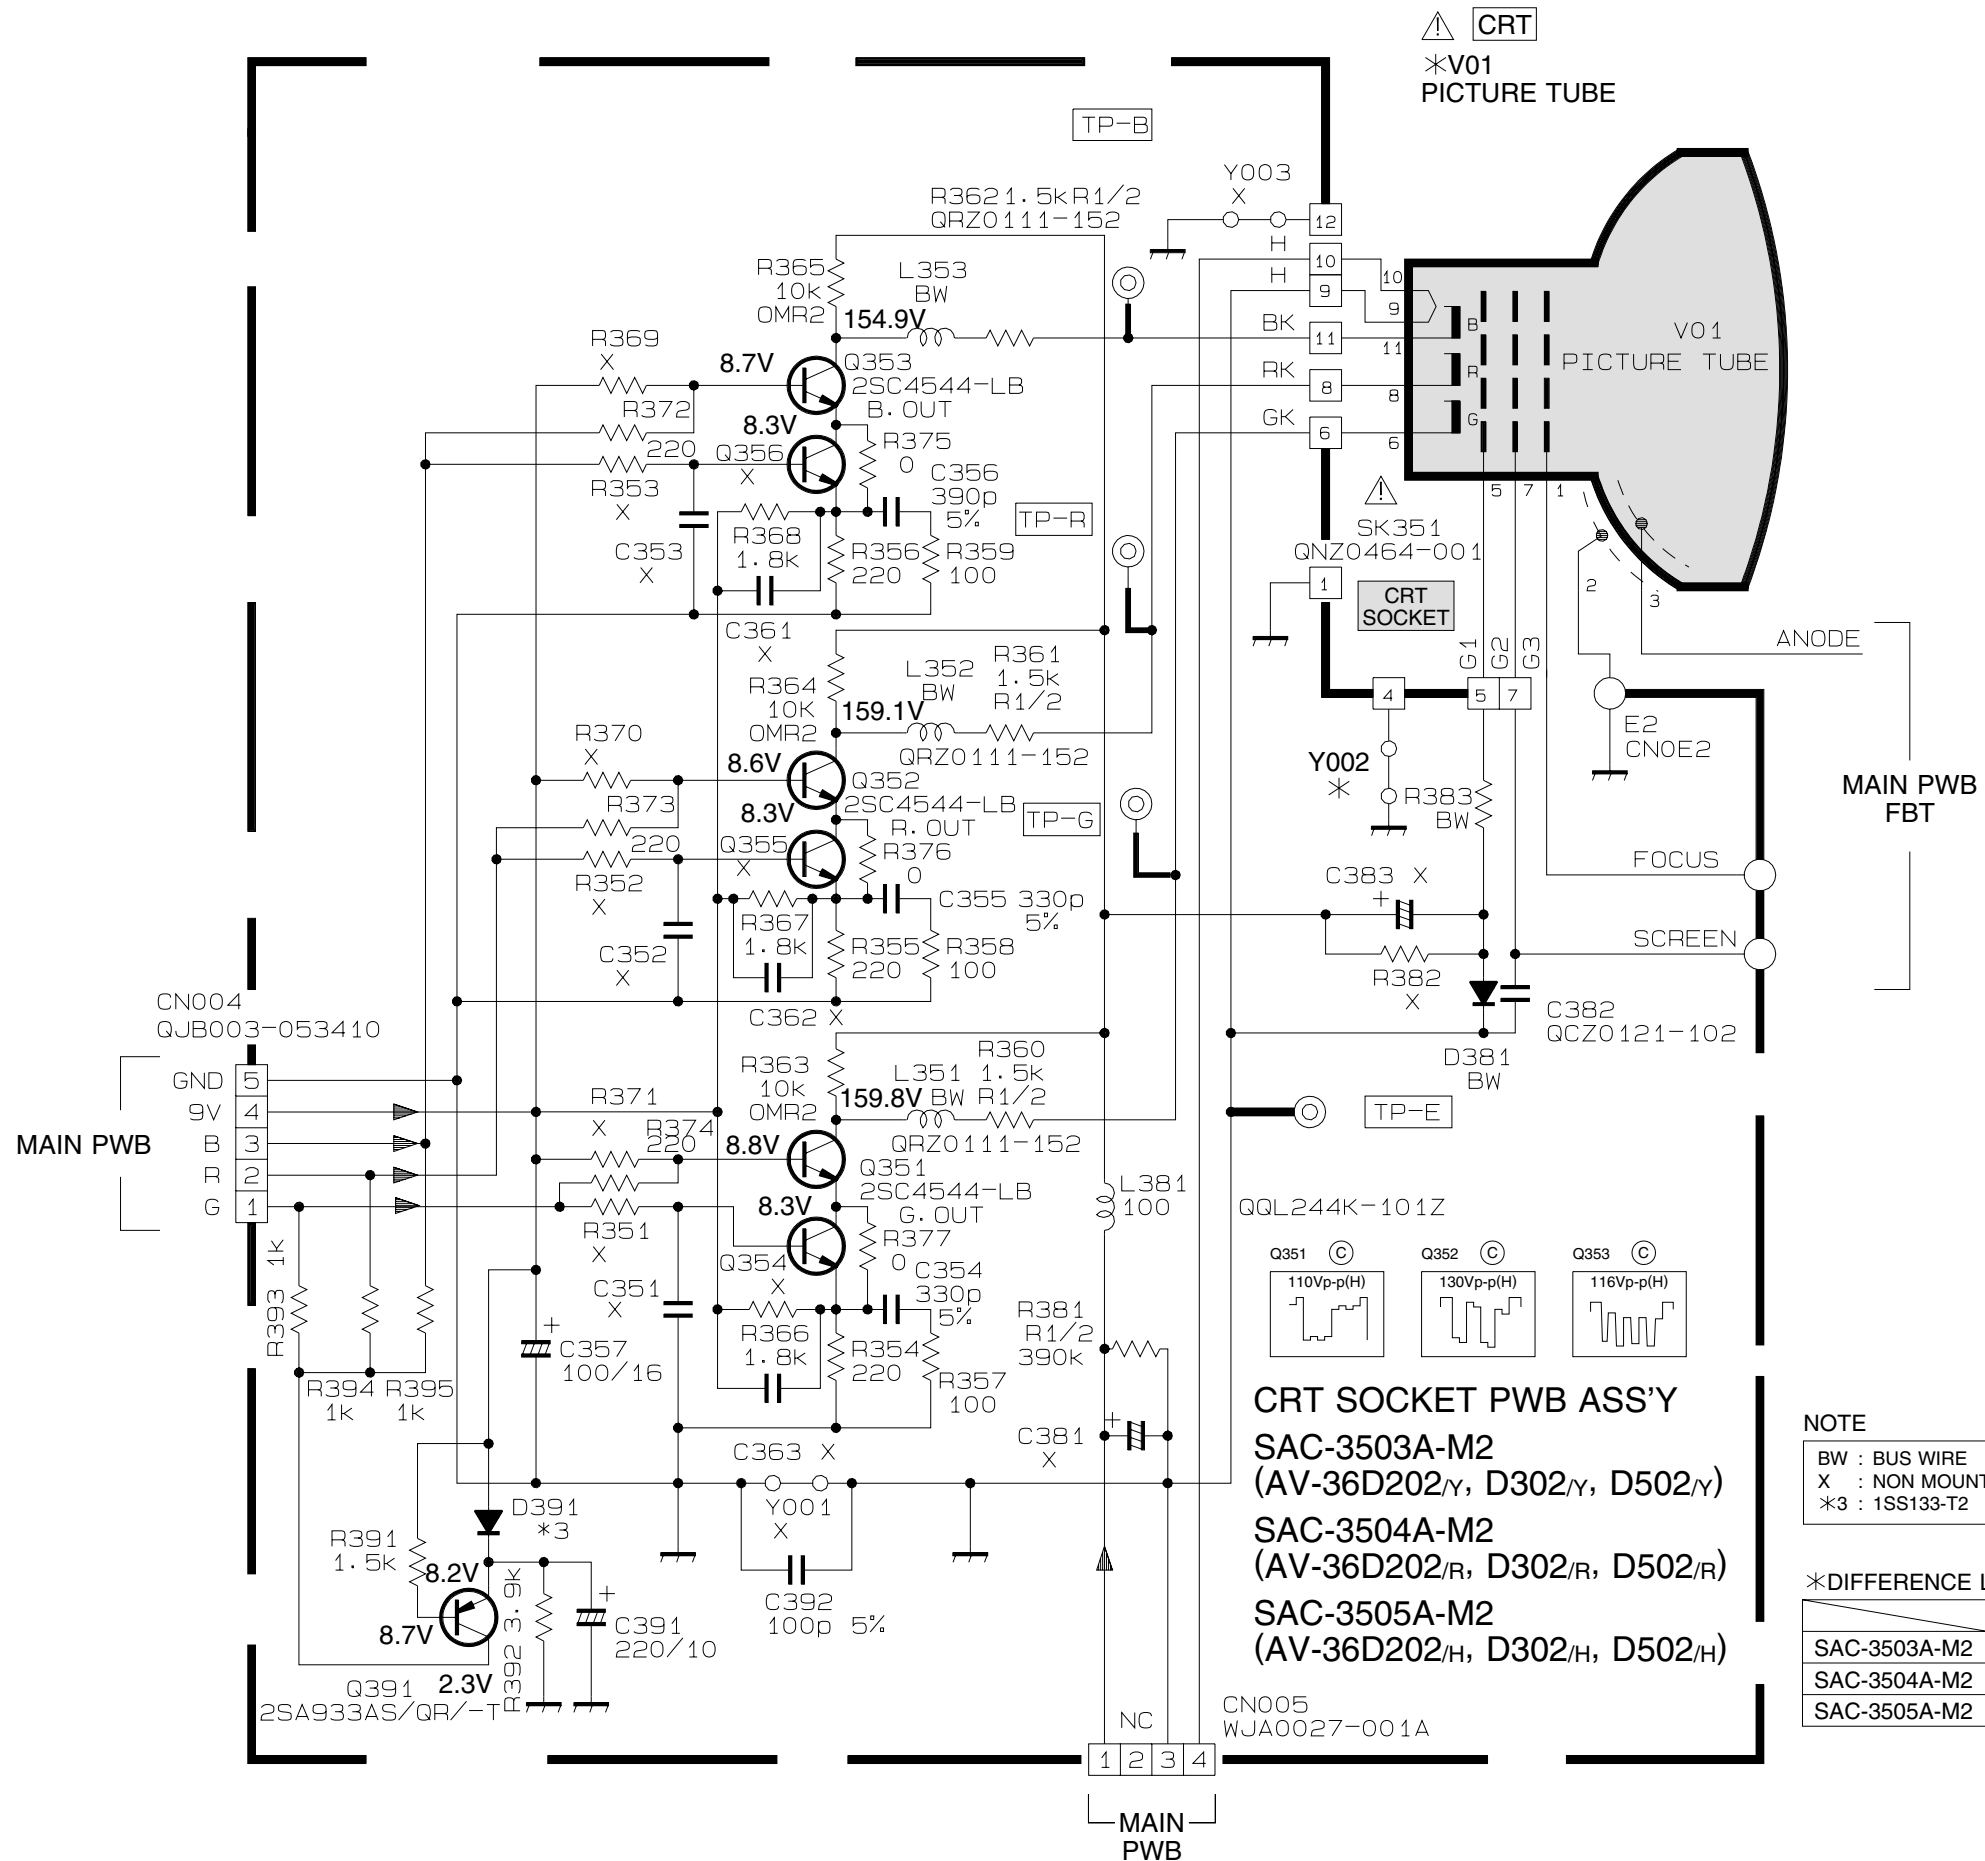 CRT
*V01
PICTURE TUBE
TP-B
Y003
X
R362 1.5k R1/2
QRZ0111-152
12
H
10
H
9
BK
11
RK
8
GK
6
10
9
11
8
6
B
R
G
V01
PICTURE TUBE
5
7
1
2
3
R365
10k
OMR2
L353
BW
154.9V
R369
X
8.7V
Q353
2SC4544-LB
B.OUT
R372
220
8.3V
Q356
X
R375
0
R353
X
C356
390p
5%
TP-R
C353
X
R368
1.8k
R356
220
R359
100
C361
X
SK351
QNZ0464-001
1
CRT
SOCKET
G1
G2
G3
ANODE
4
5
7
E2
CN0E2
R364
10K
OMR2
L352
BW
R361
1.5k
R1/2
159.1V
QRZ0111-152
R370
X
8.6V
Q352
2SC4544-LB
R.OUT
R373
220
8.3V
Q355
X
R376
0
TP-G
R352
X
C355 330p
5%
R367
1.8k
C352
X
R355
220
R358
100
C362 X
Y002
*
R383
BW
MAIN PWB
FBT
FOCUS
C383 X
+
SCREEN
R382
X
C382
QCZ0121-102
D381
BW
CN004
QJB003-053410
MAIN PWB
GND 5
9V 4
B 3
R 2
G 1
R363
10k
OMR2
R360
1.5k
R1/2
L351
BW
159.8V
QRZ0111-152
TP-E
R371
X
R374
220
8.8V
Q351
2SC4544-LB
G.OUT
8.3V
R351
X
Q354
X
R377
0
C354
330p
5%
C351
X
R366
1.8k
R354
220
R357
100
L381
100
QQL244K-101Z
Q351 C
110Vp-p(H)
Q352 C
130Vp-p(H)
Q353 C
116Vp-p(H)
R393 1K
R394
1K
R395
1K
+
C357
100/16
R381
R1/2
390k
+
C381
X
C363 X
Y001
X
C392
100p 5%
D391
*3
R391
1.5K
8.2V
8.7V
2.3V
R392 3.9K
+
C391
220/10
Q391
2SA933AS/QR/-T
CRT SOCKET PWB ASS'Y
SAC-3503A-M2
(AV-36D202/Y, D302/Y, D502/Y)
SAC-3504A-M2
(AV-36D202/R, D302/R, D502/R)
SAC-3505A-M2
(AV-36D202/H, D302/H, D502/H)
NC
CN005
WJA0027-001A
1 2 3 4
MAIN
PWB
NOTE
BW : BUS WIRE
X : NON MOUNT
*3 : 1SS133-T2
*DIFFERENCE L
SAC-3503A-M2
SAC-3504A-M2
SAC-3505A-M2